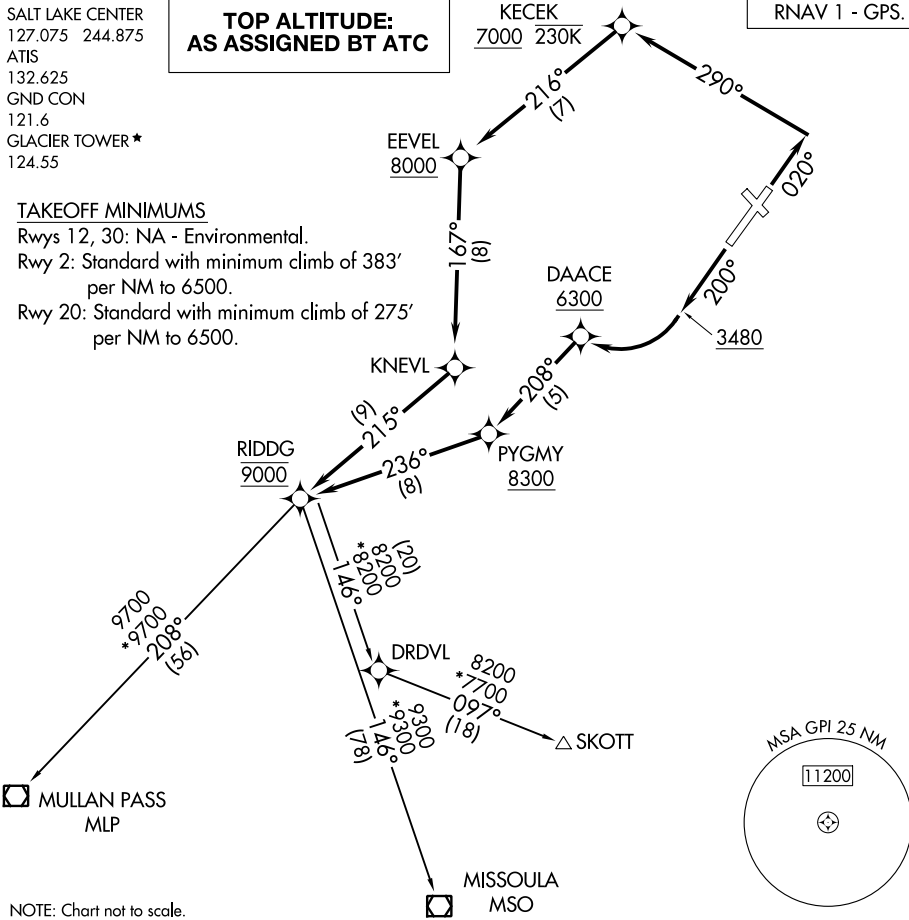 SALT LAKE CENTER
127.075 244.875
ATIS
132.625
GND CON
121.6
GLACIER TOWER ★
124.55
TOP ALTITUDE:
AS ASSIGNED BT ATC
RNAV 1 - GPS.
TAKEOFF MINIMUMS
Rwys 12, 30: NA - Environmental.
Rwy 2: Standard with minimum climb of 383'
per NM to 6500.
Rwy 20: Standard with minimum climb of 275'
per NM to 6500.
KECEK
7000 230K
290°
020°
216°
(7)
EEVEL
8000
167°
(8)
200°
3480
DAACE
6300
208°
(5)
KNEVL
(9)
215°
PYGMY
8300
236°
(8)
RIDDG
9000
(20)
8200
*8200
146°
9700
*9700
208°
(56)
DRDVL
8200
*7700
097°
(18)
SKOTT
9300
*9300
146°
(78)
MULLAN PASS
MLP
MISSOULA
MSO
MSA GPI 25 NM
11200
NOTE: Chart not to scale.